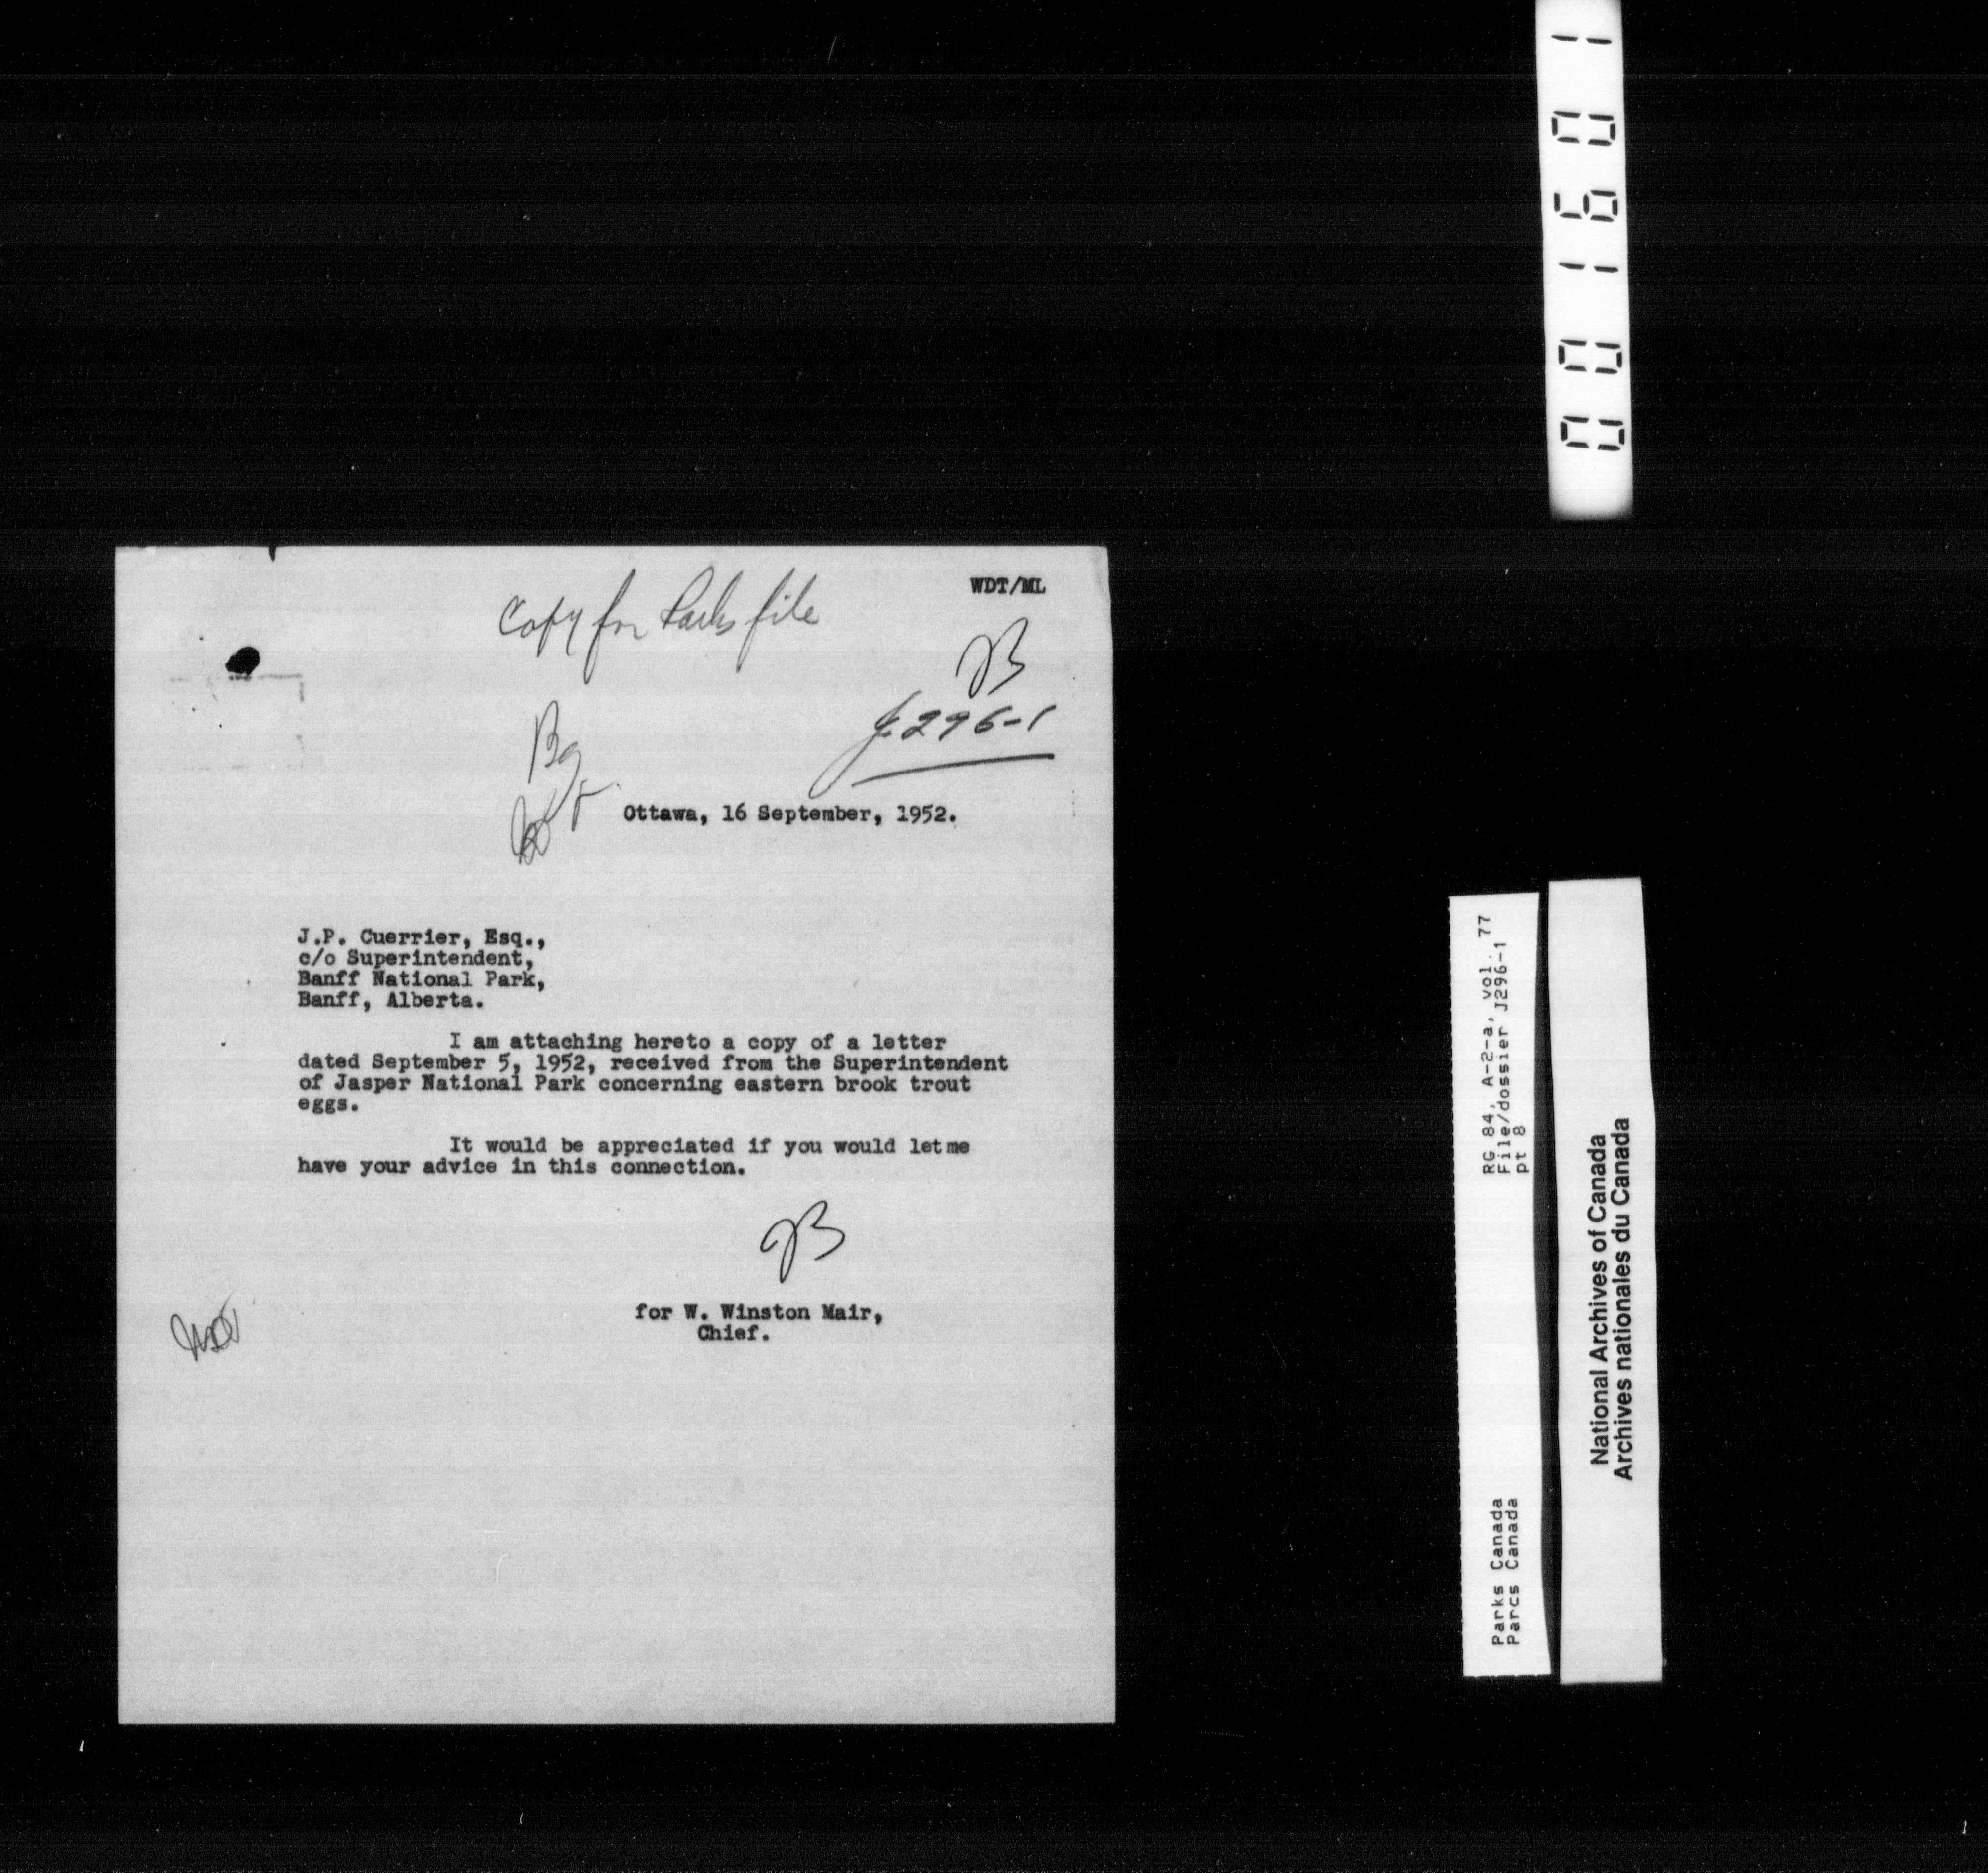 001601
Copy for Parks file
WDT/ML
JB
J.296-1
Ottawa, 16 September, 1952.
J.P. Cuerrier, Esq.,
c/o Superintendent,
Banff National Park,
Banff, Alberta.
I am attaching hereto a copy of a letter
dated September 5, 1952, received from the Superintendent
of Jasper National Park concerning eastern brook trout
eggs.
It would be appreciated if you would let me
have your advice in this connection.
JB
for W. Winston Mair,
Chief.
RG 84, A-2-a, vol. 77
File/dossier J296-1
pt 8
Parks Canada
Parcs Canada
National Archives of Canada
Archives nationales du Canada